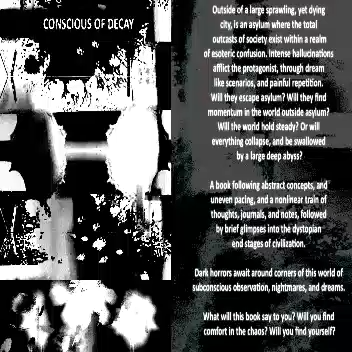 CONSCIOUS OF DECAY
Outside of a large sprawling, yet dying
city, is an asylum where the total
outcasts of society exist within a realm
of esoteric confusion. Intense hallucinations
afflict the protagonist, through dream
like scenarios, and painful repetition.
Will they escape asylum? Will they find
momentum in the world outside asylum?
Will the world hold steady? Or will
everything collapse, and be swallowed
by a large deep abyss?
A book following abstract concepts, and
uneven pacing, and a nonlinear train of
thoughts, journals, and notes, followed
by brief glimpses into the dystopian
end stages of civilization.
Dark horrors await around corners of this world of
subconscious observation, nightmares, and dreams.
What will this book say to you? Will you find
comfort in the chaos? Will you find yourself?